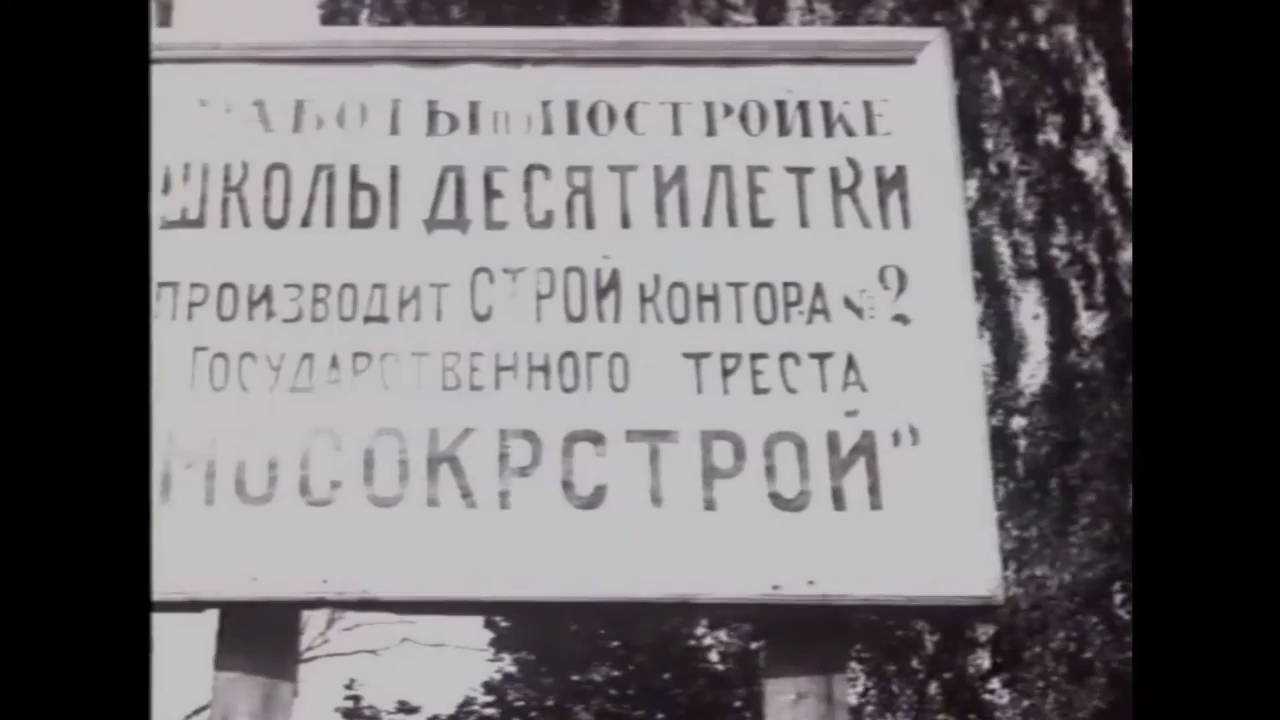 РАБОТЫ ПО ПОСТРОЙКЕ
ШКОЛЫ ДЕСЯТИЛЕТКИ
ПРОИЗВОДИТ СТРОЙ КОНТОРА №2
ГОСУДАРСТВЕННОГО ТРЕСТА
МОСОКРСТРОЙ"